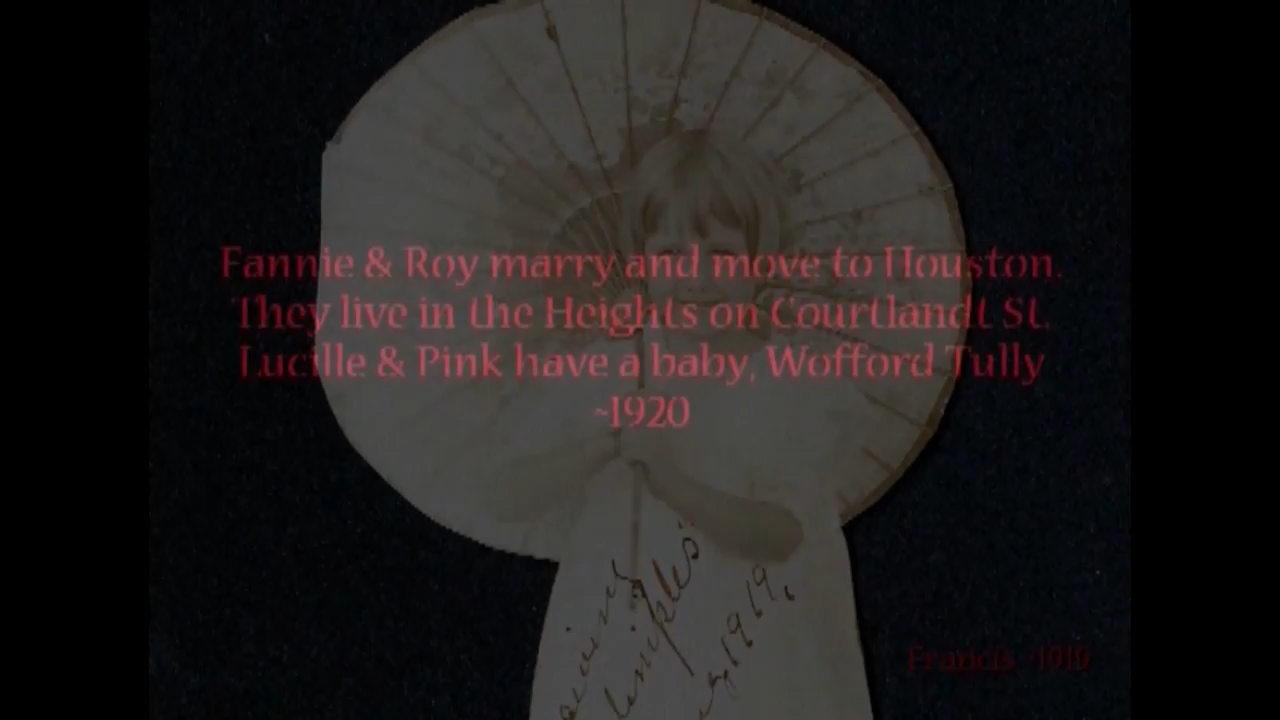 Fannie & Roy marry and move to Houston.
They live in the Heights on Courtlandt St.
Lucille & Pink have a baby, Wofford Tully
~1920
1919
Francis 1919